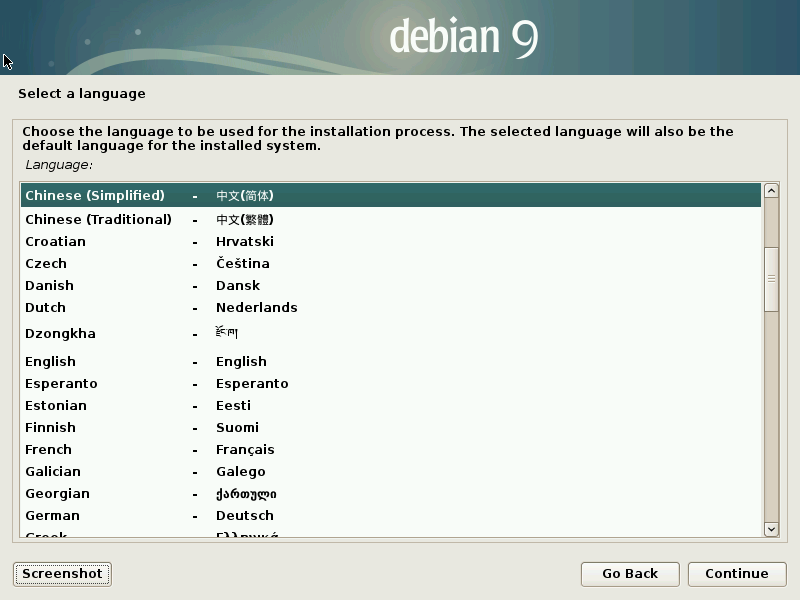 debian 9
Select a language
Choose the language to be used for the installation process. The selected language will also be the
default language for the installed system.
Language:
Chinese (Simplified) - 中文(简体)
Chinese (Traditional) - 中文(繁體)
Croatian - Hrvatski
Czech - Čeština
Danish - Dansk
Dutch - Nederlands
Dzongkha - རྫོང་ཁ།
English - English
Esperanto - Esperanto
Estonian - Eesti
Finnish - Suomi
French - Français
Galician - Galego
Georgian - ქართული
German - Deutsch
Greek - Ελληνικά
Screenshot Go Back Continue